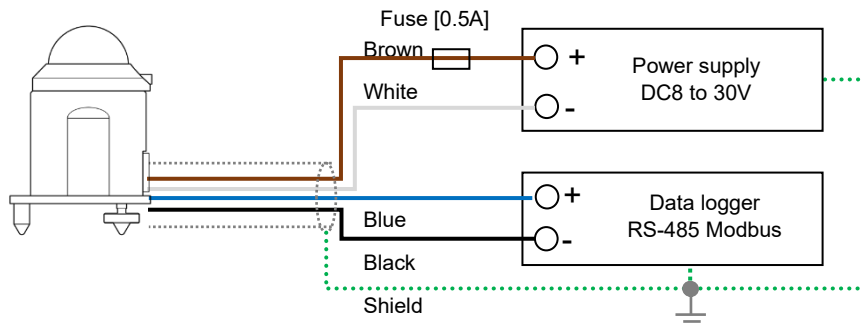 Fuse [0.5A]
Brown
+
Power supply
DC8 to 30V
White
-
+
Data logger
RS-485 Modbus
Blue
-
Black
Shield